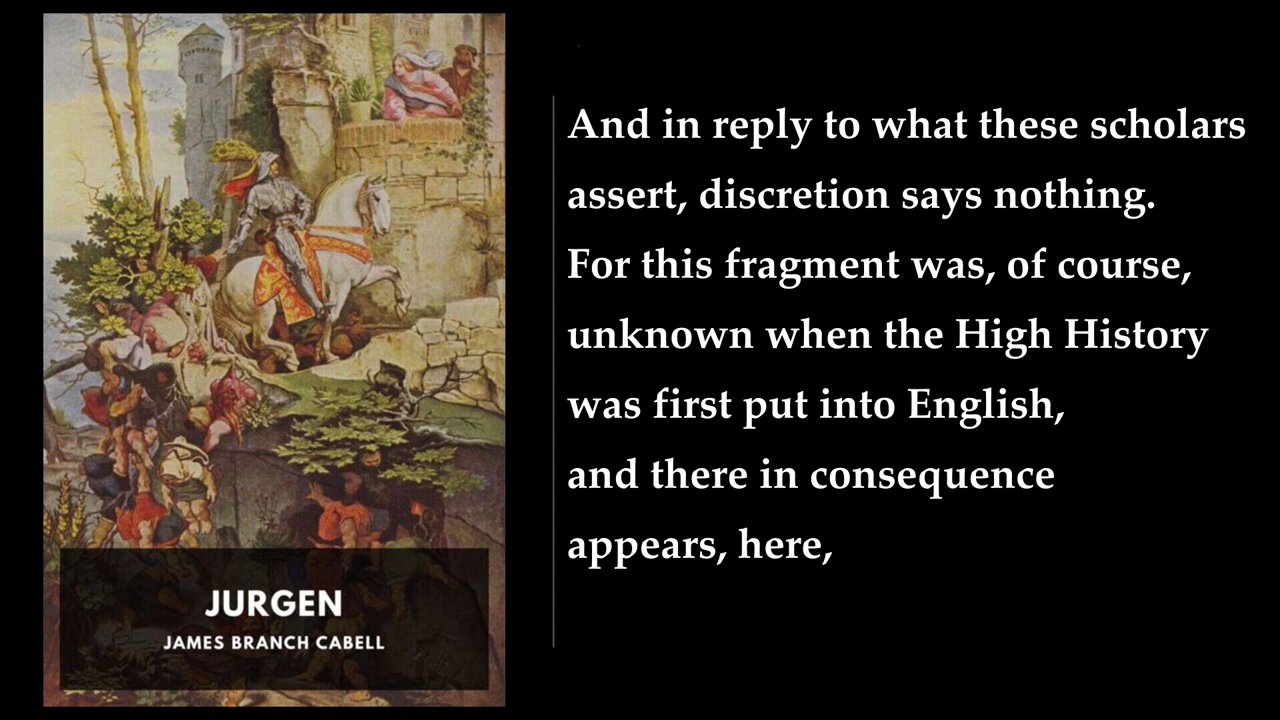 JURGEN
JAMES BRANCH CABELL
And in reply to what these scholars
assert, discretion says nothing.
For this fragment was, of course,
unknown when the High History
was first put into English,
and there in consequence
appears, here,